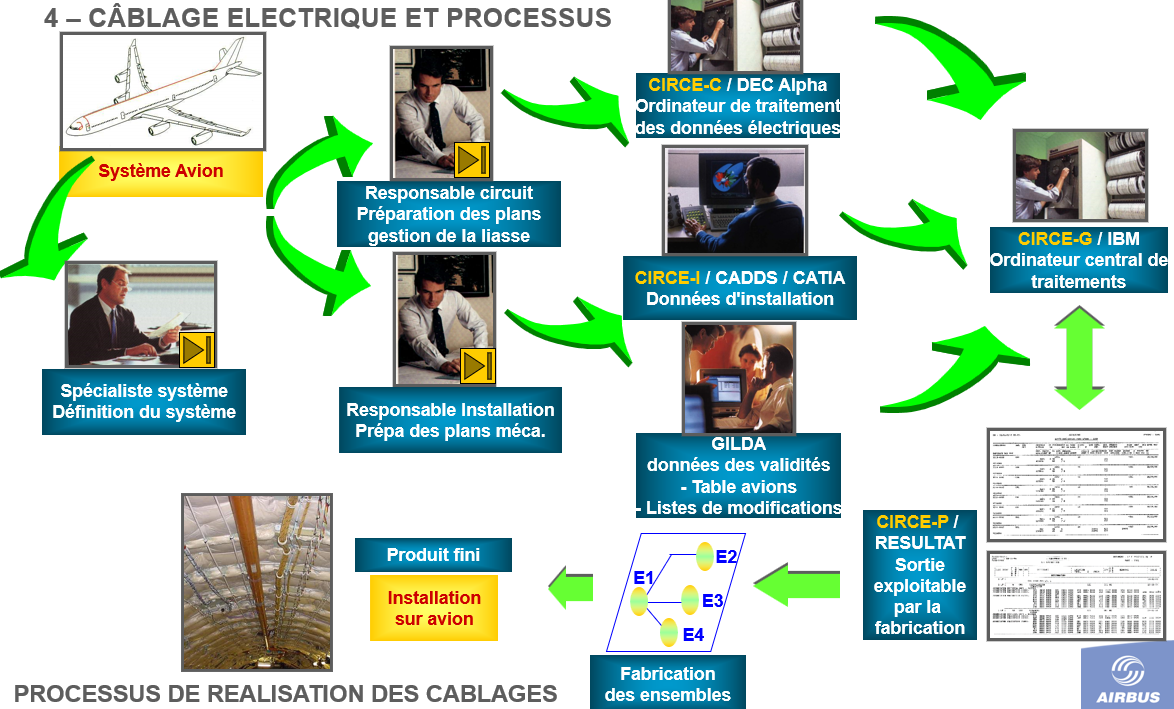 4 – CÂBLAGE ELECTRIQUE ET PROCESSUS
Système Avion
Spécialiste système
Définition du système
Responsable circuit
Préparation des plans
gestion de la liasse
Responsable Installation
Prépa des plans méca.
CIRCE-C / DEC Alpha
Ordinateur de traitement
des données électriques
CIRCE-I / CADDS / CATIA
Données d'installation
GILDA
données des validités
- Table avions
- Listes de modifications
CIRCE-G / IBM
Ordinateur central de
traitements
CIRCE-P /
RESULTAT
Sortie
exploitable
par la
fabrication
E1
E2
E3
E4
Fabrication
des ensembles
Produit fini
Installation
sur avion
PROCESSUS DE REALISATION DES CABLAGES
AIRBUS